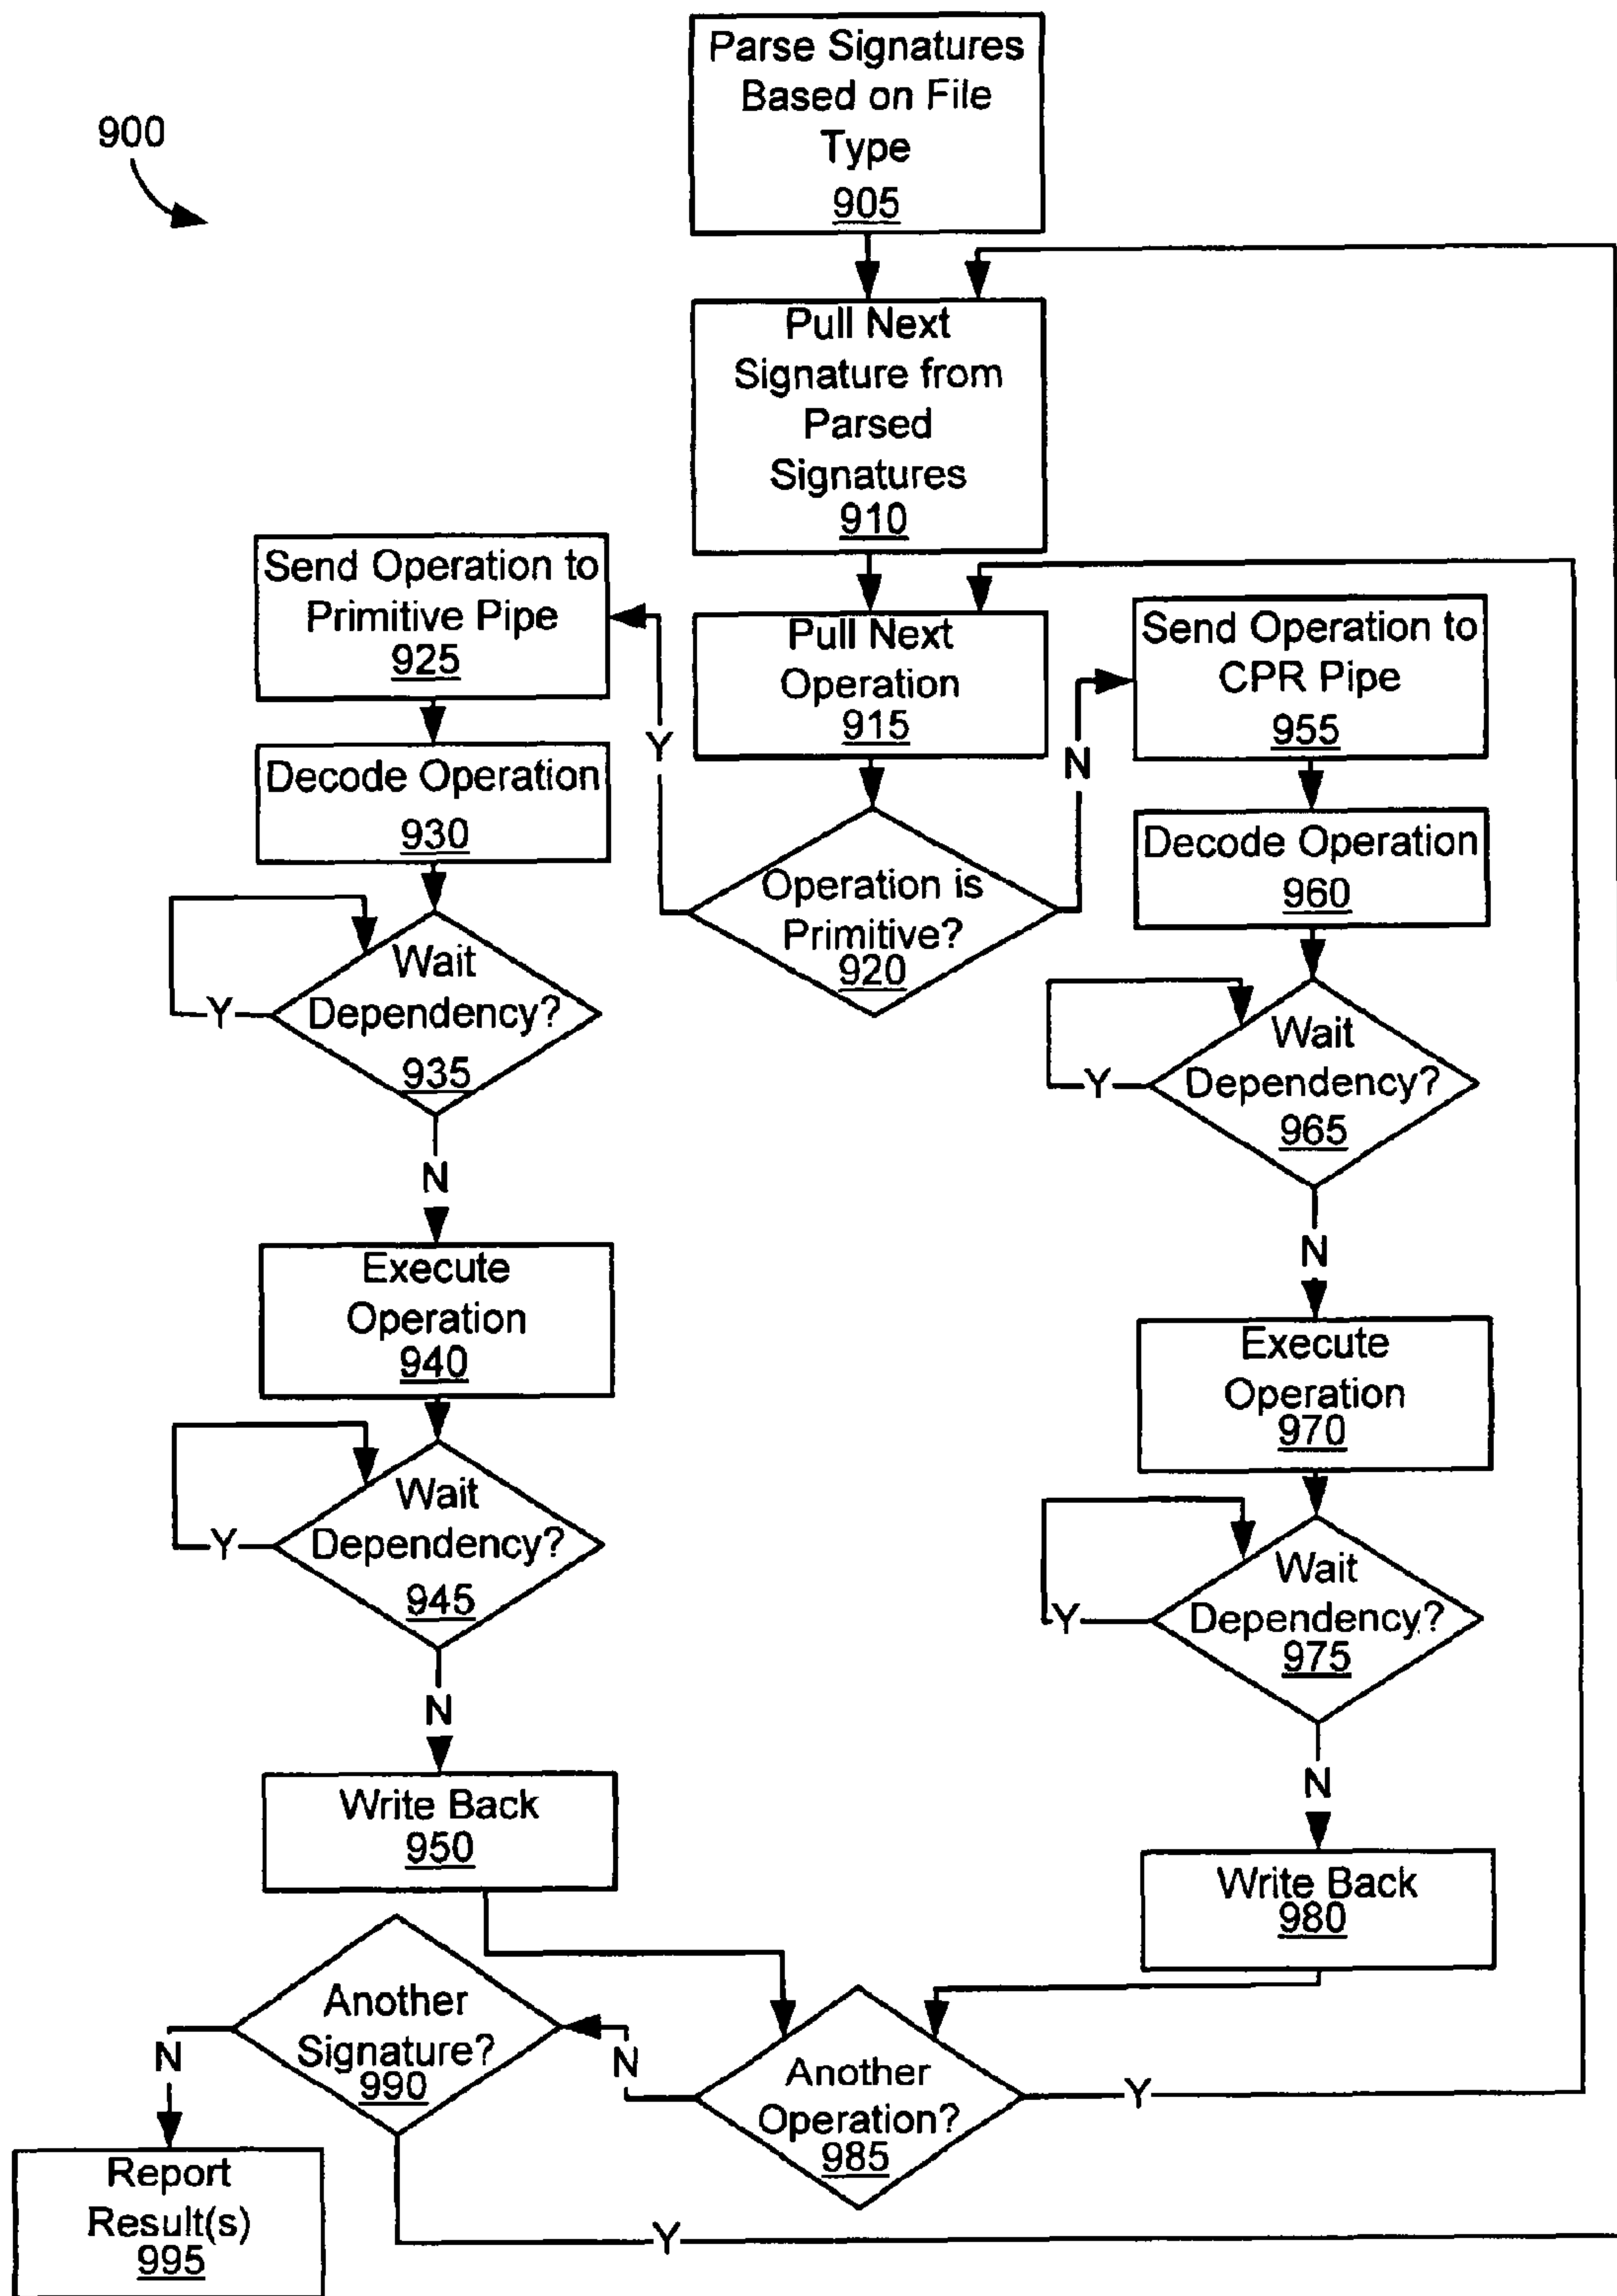 900
Parse Signatures
Based on File
Type
905
Pull Next
Signature from
Parsed
Signatures
910
Send Operation to
Primitive Pipe
925
Pull Next
Operation
915
Send Operation to
CPR Pipe
955
Y
N
Decode Operation
930
Operation is
Primitive?
920
Decode Operation
960
Wait
Dependency?
935
Y
N
Wait
Dependency?
965
Y
N
Execute
Operation
940
Execute
Operation
970
Wait
Dependency?
945
Y
N
Wait
Dependency?
975
Y
N
Write Back
950
Write Back
980
Another
Signature?
990
N
N
Another
Operation?
985
Y
Report
Result(s)
995
Y